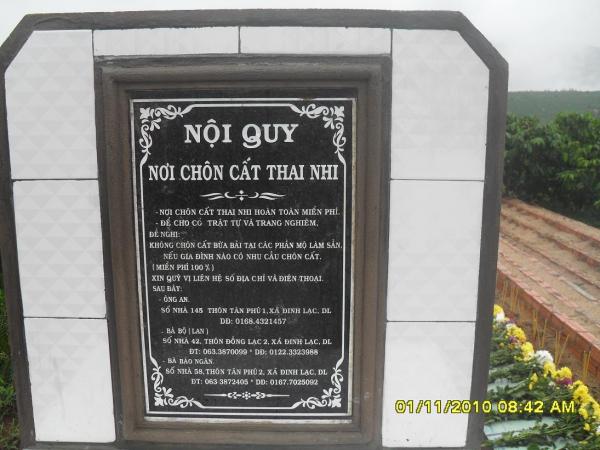 NỘI QUY
NƠI CHÔN CẤT THAI NHI
- NƠI CHÔN CẤT THAI NHI HOÀN TOÀN MIỄN PHÍ.
- ĐỂ CHO CÓ TRẬT TỰ VÀ TRANG NGHIÊM.
ĐỀ NGHỊ:
KHÔNG CHÔN CẤT BỪA BÃI TẠI CÁC PHẦN MỘ LÀM SẴN.
NẾU GIA ĐÌNH NÀO CÓ NHU CẦU CHÔN CẤT.
(MIỄN PHÍ 100 %)
XIN QUÝ VỊ LIÊN HỆ SỐ ĐỊA CHỈ VÀ ĐIỆN THOẠI.
SAU ĐÂY:
- ÔNG AN.
SỐ NHÀ 145 THÔN TÂN PHÚ 1, XÃ ĐINH LẠC, DL
DĐ: 0168.4321457
- BÀ BỘ (LAN)
SỐ NHÀ 42, THÔN ĐỒNG LẠC 2, XÃ ĐINH LẠC, DL
ĐT: 063.3870099 * DĐ: 0122.3323988
- BÀ BẢO NGÂN.
SỐ NHÀ 58, THÔN TÂN PHÚ 2, XÃ ĐINH LẠC, DL
ĐT: 063 3872405 * DĐ: 0167.7025092
01/11/2010 08:42 AM